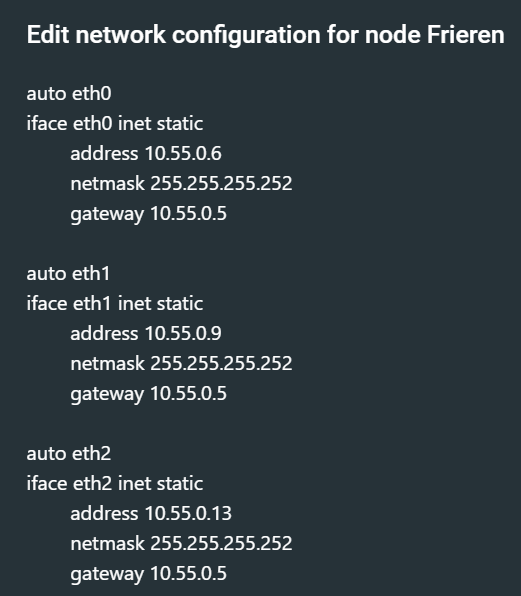 Edit network configuration for node Frieren
auto eth0
iface eth0 inet static
address 10.55.0.6
netmask 255.255.255.252
gateway 10.55.0.5
auto eth1
iface eth1 inet static
address 10.55.0.9
netmask 255.255.255.252
gateway 10.55.0.5
auto eth2
iface eth2 inet static
address 10.55.0.13
netmask 255.255.255.252
gateway 10.55.0.5